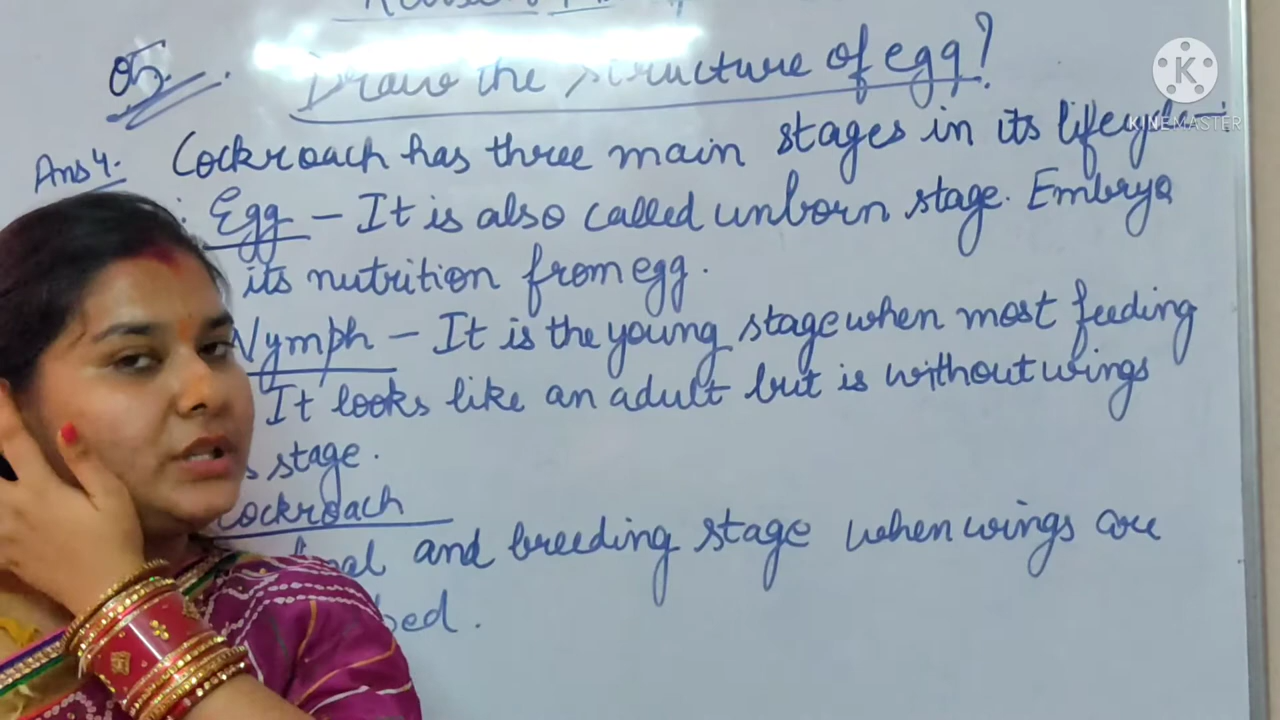 Q5.
Draw the structure of egg?
Ans 4. Cockroach has three main stages in its lifecycle:
Egg – It is also called unborn stage. Embryo
its nutrition from egg.
Nymph – It is the young stage when most feeding
It looks like an adult but is without wings
stage.
Cockroach
and breeding stage when wings are
K
KINEMASTER